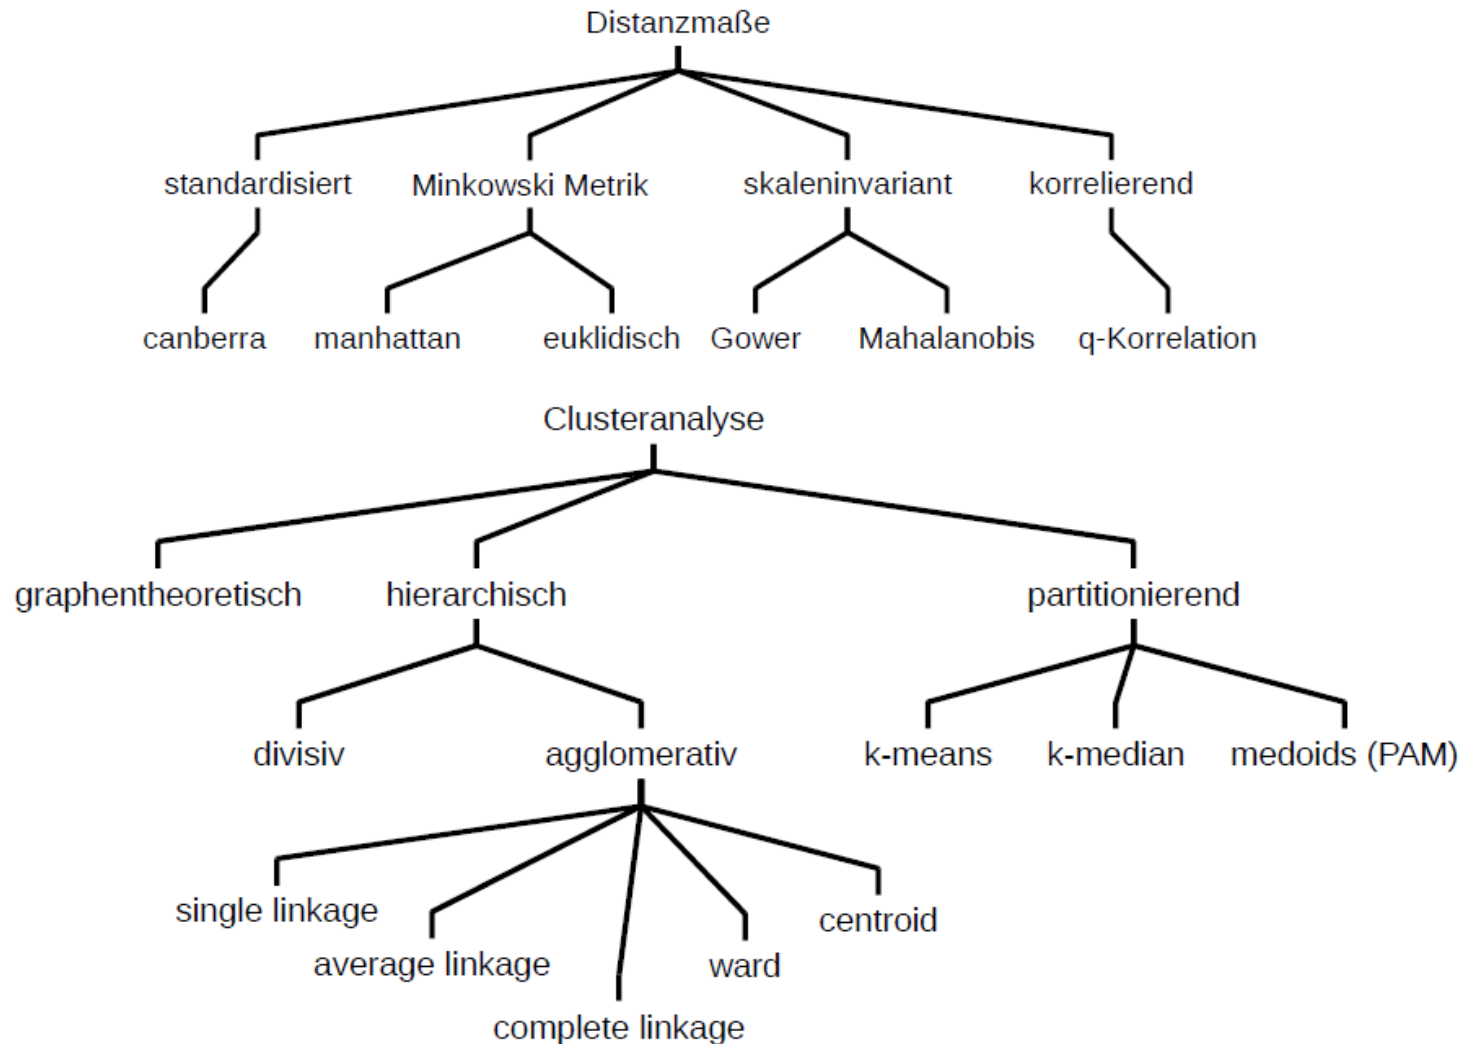 Distanzmaße
standardisiert Minkowski Metrik skaleninvariant korrelierend
canberra manhattan euklidisch Gower Mahalanobis q-Korrelation
Clusteranalyse
graphentheoretisch hierarchisch partitionierend
divisiv agglomerativ k-means k-median medoids (PAM)
single linkage
centroid
average linkage
ward
complete linkage